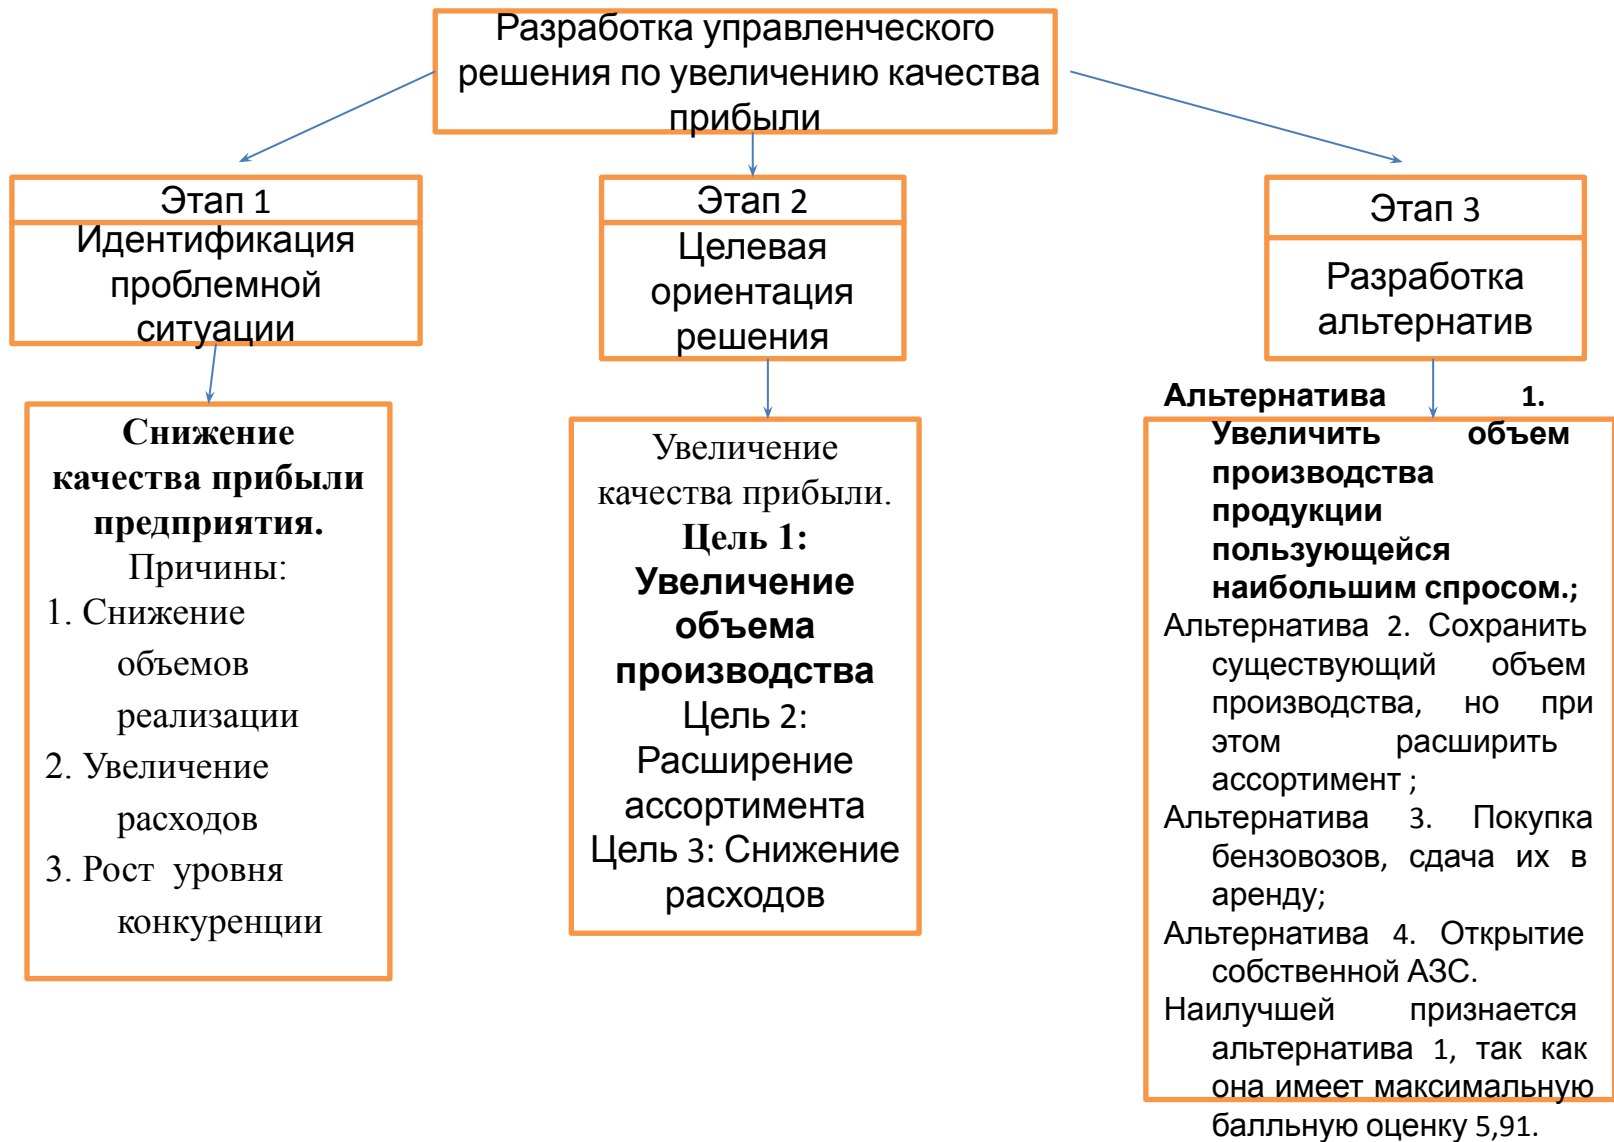 Разработка управленческого
решения по увеличению качества
прибыли
Этап 1
Идентификация
проблемной
ситуации
Снижение
качества прибыли
предприятия.
Причины:
1. Снижение
объемов
реализации
2. Увеличение
расходов
3. Рост уровня
конкуренции
Этап 2
Целевая
ориентация
решения
Увеличение
качества прибыли.
Цель 1:
Увеличение
объема
производства
Цель 2:
Расширение
ассортимента
Цель 3: Снижение
расходов
Этап 3
Разработка
альтернатив
Альтернатива 1.
Увеличить объем
производства
продукции
пользующейся
наибольшим спросом.;
Альтернатива 2. Сохранить
существующий объем
производства, но при
этом расширить
ассортимент ;
Альтернатива 3. Покупка
бензовозов, сдача их в
аренду;
Альтернатива 4. Открытие
собственной АЗС.
Наилучшей признается
альтернатива 1, так как
она имеет максимальную
балльную оценку 5,91.